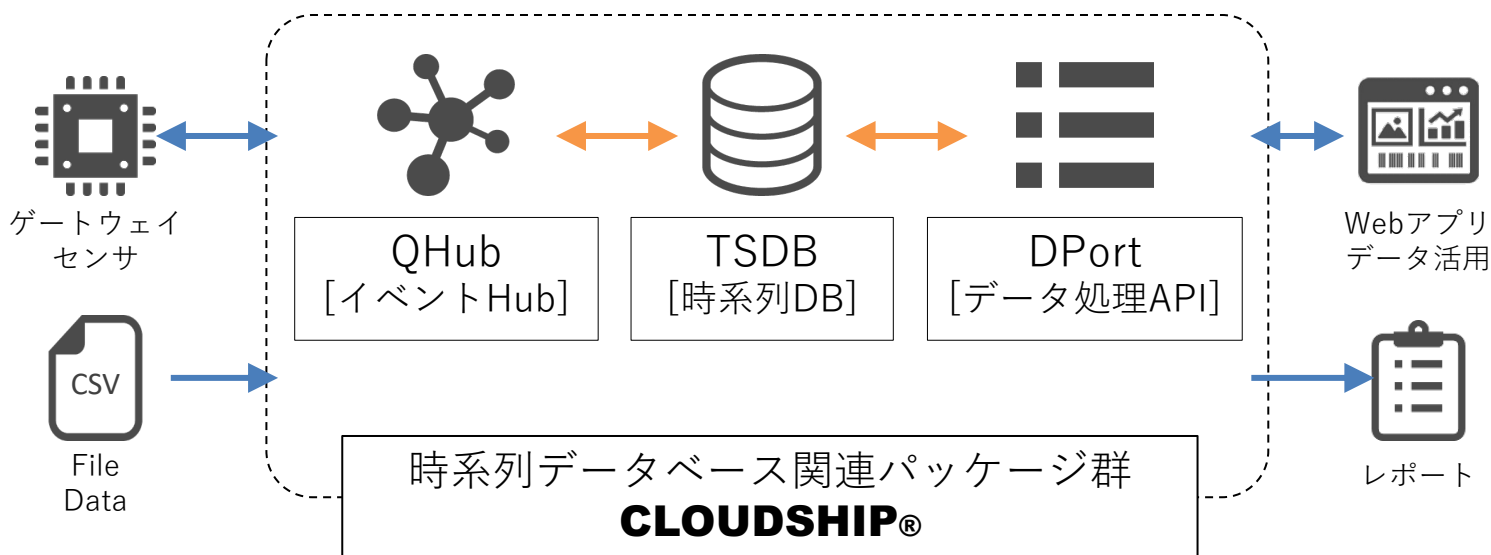 ゲートウェイ
センサ
CSV
File
Data
QHub
[イベントHub]
TSDB
[時系列DB]
DPort
[データ処理API]
Webアプリ
データ活用
レポート
時系列データベース関連パッケージ群
CLOUDSHIP®